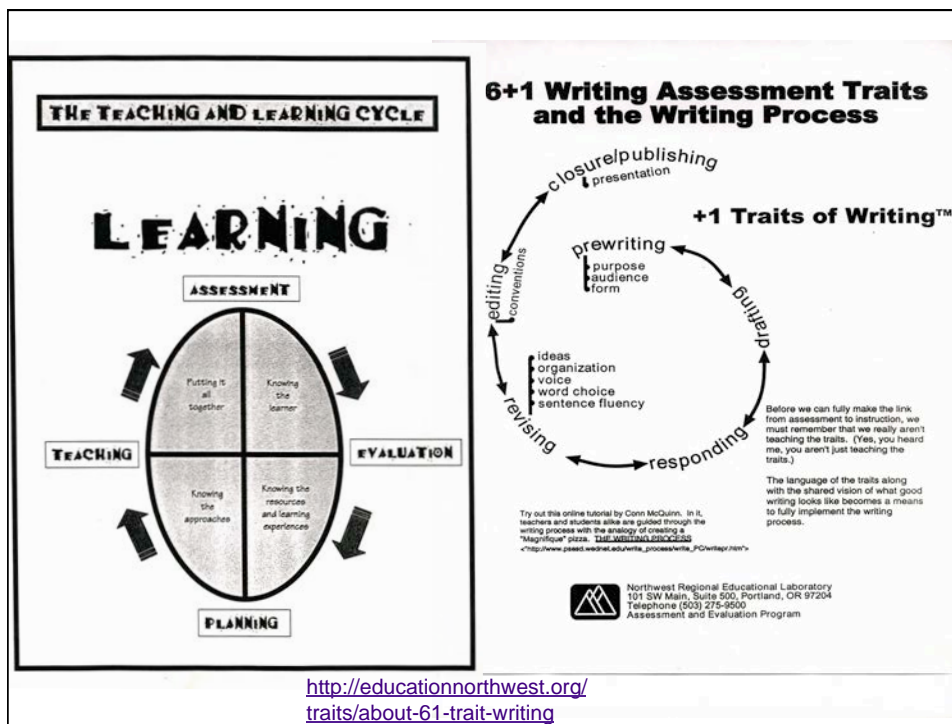 THE TEACHING AND LEARNING CYCLE
LEARNING
ASSESSMENT
Putting it
all
together
Knowing
the
learner
TEACHING
EVALUATION
Knowing
the
approaches
Knowing the
resources
and learning
experiences
PLANNING
6+1 Writing Assessment Traits
and the Writing Process
closure/publishing
presentation
+1 Traits of Writing™
prewriting
purpose
audience
form
editing
conventions
drafting
ideas
organization
voice
word choice
sentence fluency
revising
responding
Before we can fully make the link
from assessment to instruction, we
must remember that we really aren't
teaching the traits. (Yes, you heard
me, you aren't just teaching the
traits.)
The language of the traits along
with the shared vision of what good
writing looks like becomes a means
to fully implement the writing
process.
Try out this online tutorial by Conn McQuinn. In it,
teachers and students alike are guided through the
writing process with the analogy of creating a
"Magnifique" pizza. THE WRITING PROCESS
<"http://www.psesd.wednet.edu/write_process/write_PC/writepr.htm">
Northwest Regional Educational Laboratory
101 SW Main, Suite 500, Portland, OR 97204
Telephone (503) 275-9500
Assessment and Evaluation Program
http://educationnorthwest.org/
traits/about-61-trait-writing